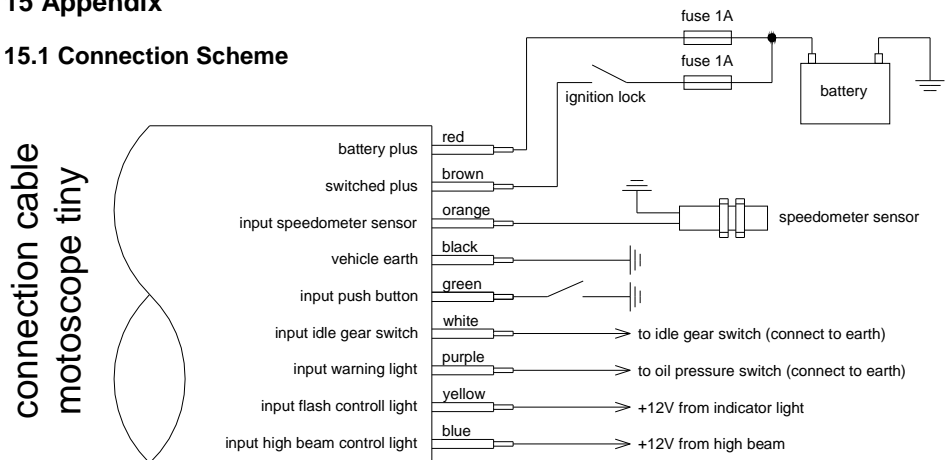 15 Appendix
15.1 Connection Scheme
fuse 1A
fuse 1A
ignition lock
battery
connection cable
motoscope tiny
battery plus
red
switched plus
brown
input speedometer sensor
orange
speedometer sensor
vehicle earth
black
input push button
green
input idle gear switch
white
to idle gear switch (connect to earth)
input warning light
purple
to oil pressure switch (connect to earth)
input flash controll light
yellow
+12V from indicator light
input high beam control light
blue
+12V from high beam